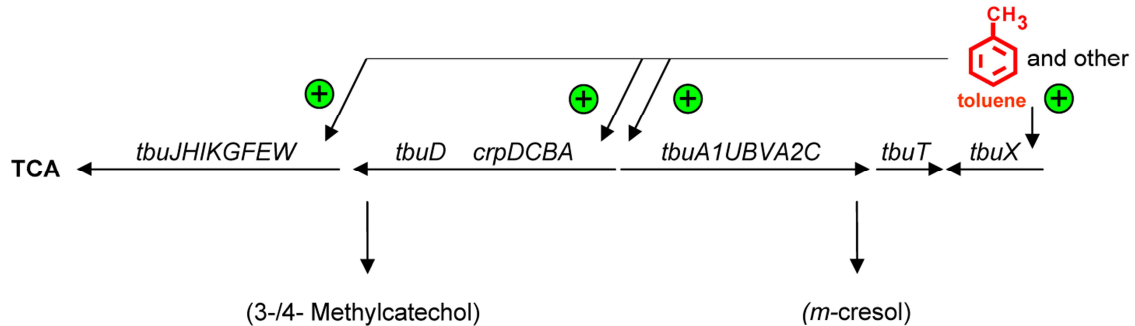 CH3
and other
toluene
+ + + +
tbuJHIKGFEW tbuD crpDCBA tbuA1UBVA2C tbuT tbuX
TCA
(3-/4- Methylcatechol) (m-cresol)